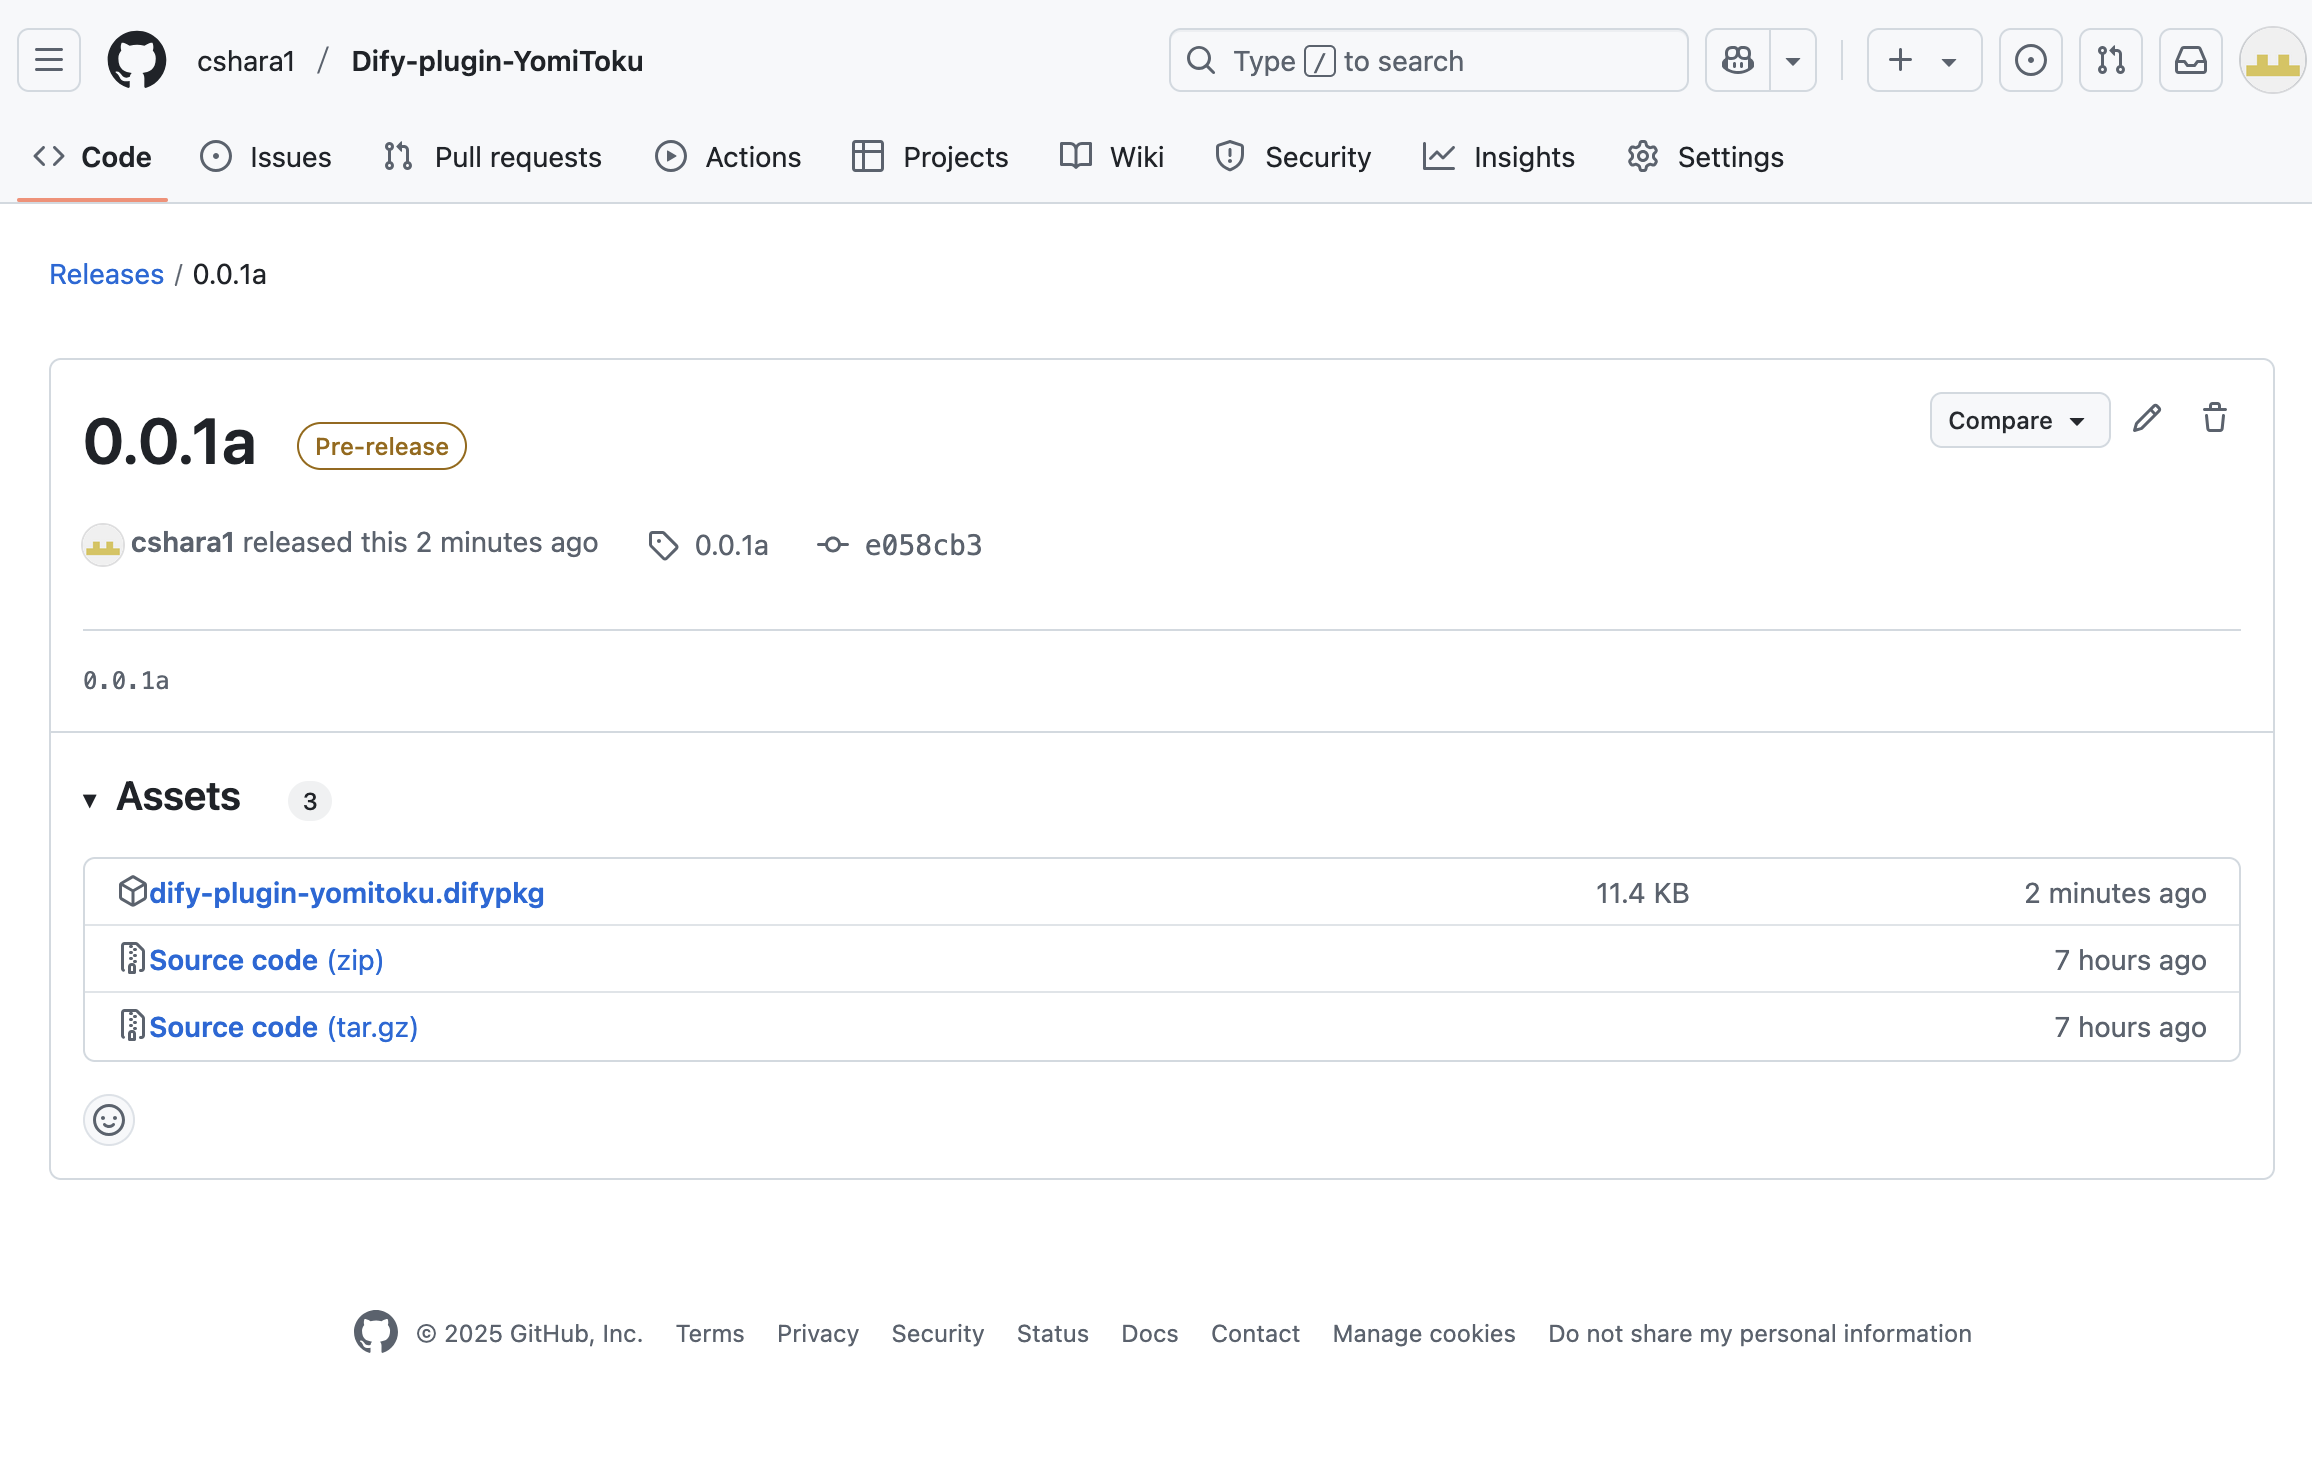 cshara1 / Dify-plugin-YomiToku
Type / to search
Code Issues Pull requests Actions Projects Wiki Security Insights Settings
Releases / 0.0.1a
0.0.1a Pre-release
Compare
cshara1 released this 2 minutes ago 0.0.1a e058cb3
0.0.1a
Assets 3
dify-plugin-yomitoku.difypkg 11.4 KB 2 minutes ago
Source code (zip) 7 hours ago
Source code (tar.gz) 7 hours ago
© 2025 GitHub, Inc. Terms Privacy Security Status Docs Contact Manage cookies Do not share my personal information